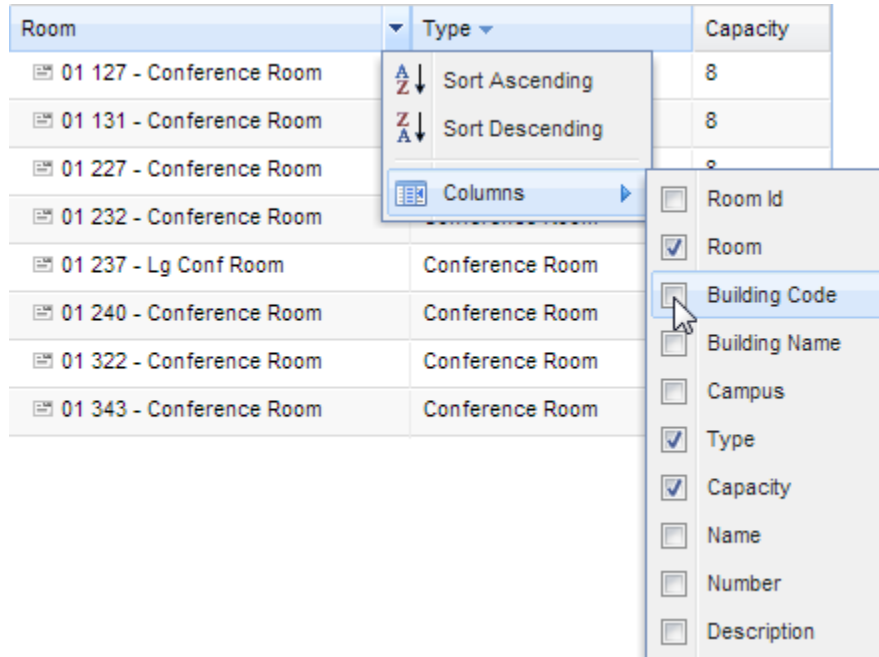 Room Type Capacity
01 127 - Conference Room 8
01 131 - Conference Room 8
01 227 - Conference Room 8
01 232 - Conference Room Conference Room
01 237 - Lg Conf Room Conference Room
01 240 - Conference Room Conference Room
01 322 - Conference Room Conference Room
01 343 - Conference Room Conference Room
A
Z
Sort Ascending
Z
A
Sort Descending
Columns
Room Id
Room
Building Code
Building Name
Campus
Type
Capacity
Name
Number
Description